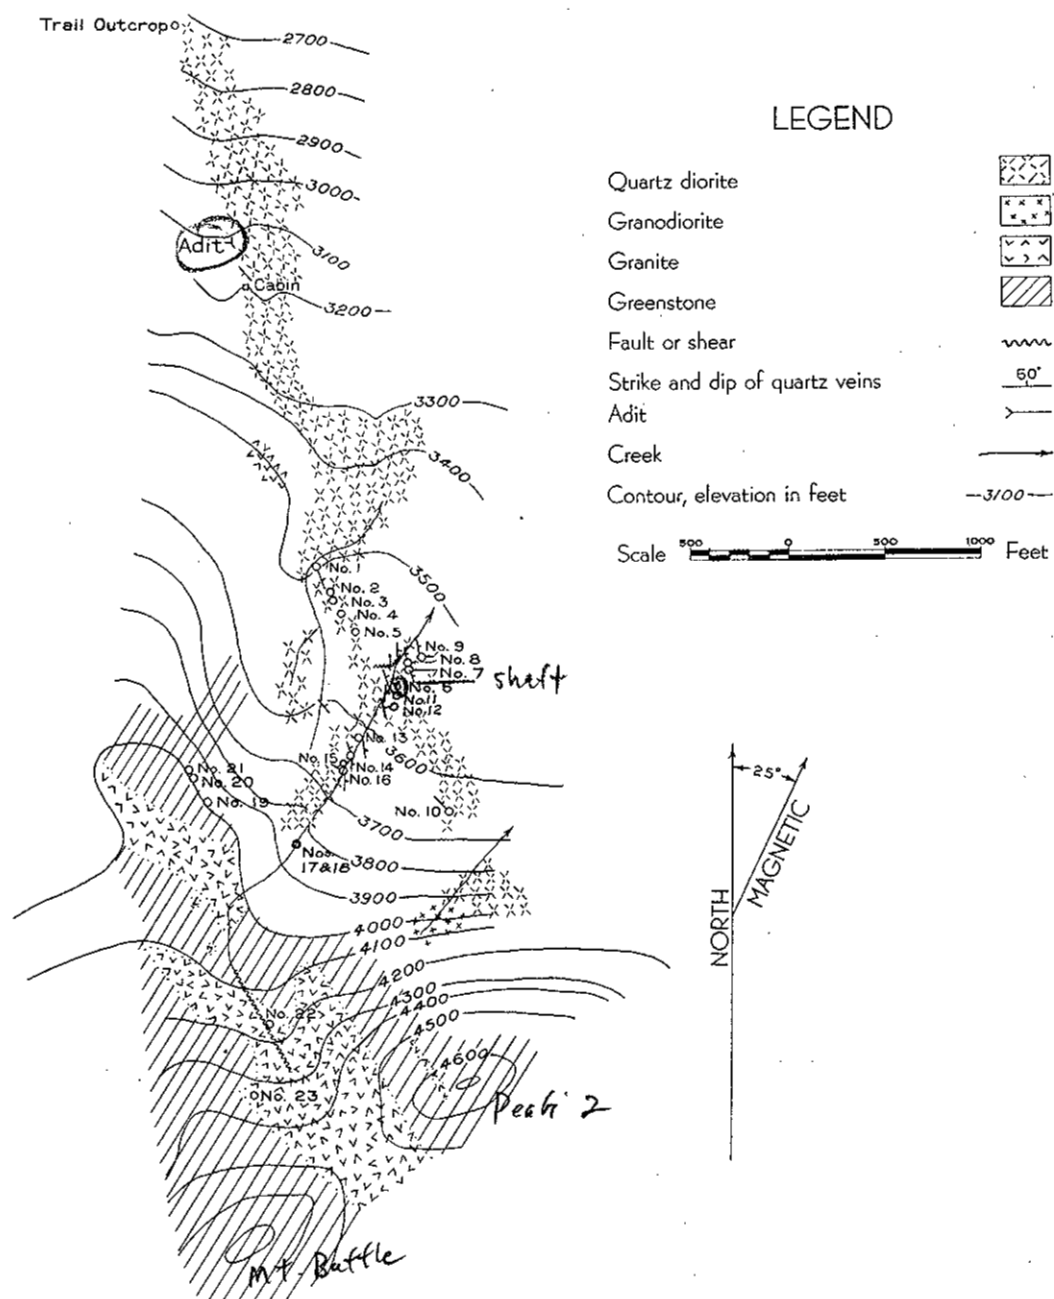 Trail Outcrop
2700
2800
2900
3000
Adit
3100
Cabin
3200
3300
3400
No. 1
No. 2
No. 3
No. 4
No. 5
3500
No. 9
No. 8
No. 7
No. 6
No. 11
No. 12
shaft
No. 13
No. 15
No. 14
No. 16
3600
No. 21
No. 20
No. 19
No. 10
3700
Nos.
17&18
3800
3900
4000
4100
4200
4300
4400
4500
No. 22
4600
No. 23
Peak 2
Mt. Battle
LEGEND
Quartz diorite
Granodiorite
Granite
Greenstone
Fault or shear
Strike and dip of quartz veins 60°
Adit
Creek
Contour, elevation in feet —3100—
Scale 500 0 500 1000 Feet
25°
NORTH
MAGNETIC